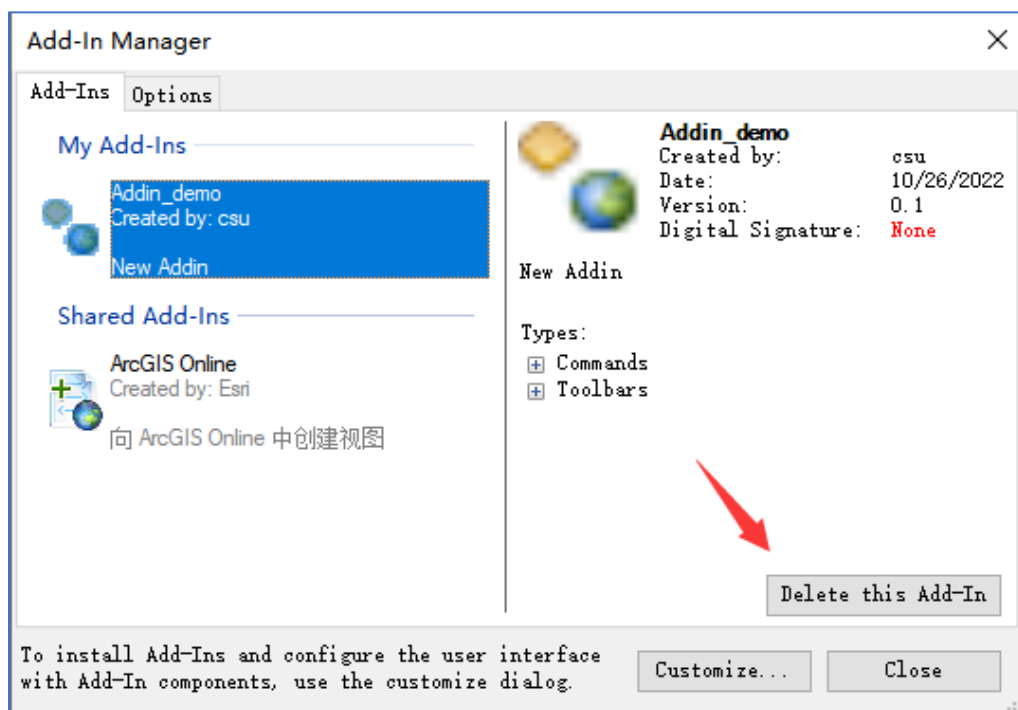 Add-In Manager
Add-Ins
Options
My Add-Ins
Addin_demo
Created by: csu
New Addin
Shared Add-Ins
ArcGIS Online
Created by: Esri
向 ArcGIS Online 中创建视图
Addin_demo
Created by: csu
Date: 10/26/2022
Version: 0.1
Digital Signature: None
New Addin
Types:
Commands
Toolbars
Delete this Add-In
To install Add-Ins and configure the user interface
with Add-In components, use the customize dialog.
Customize...
Close